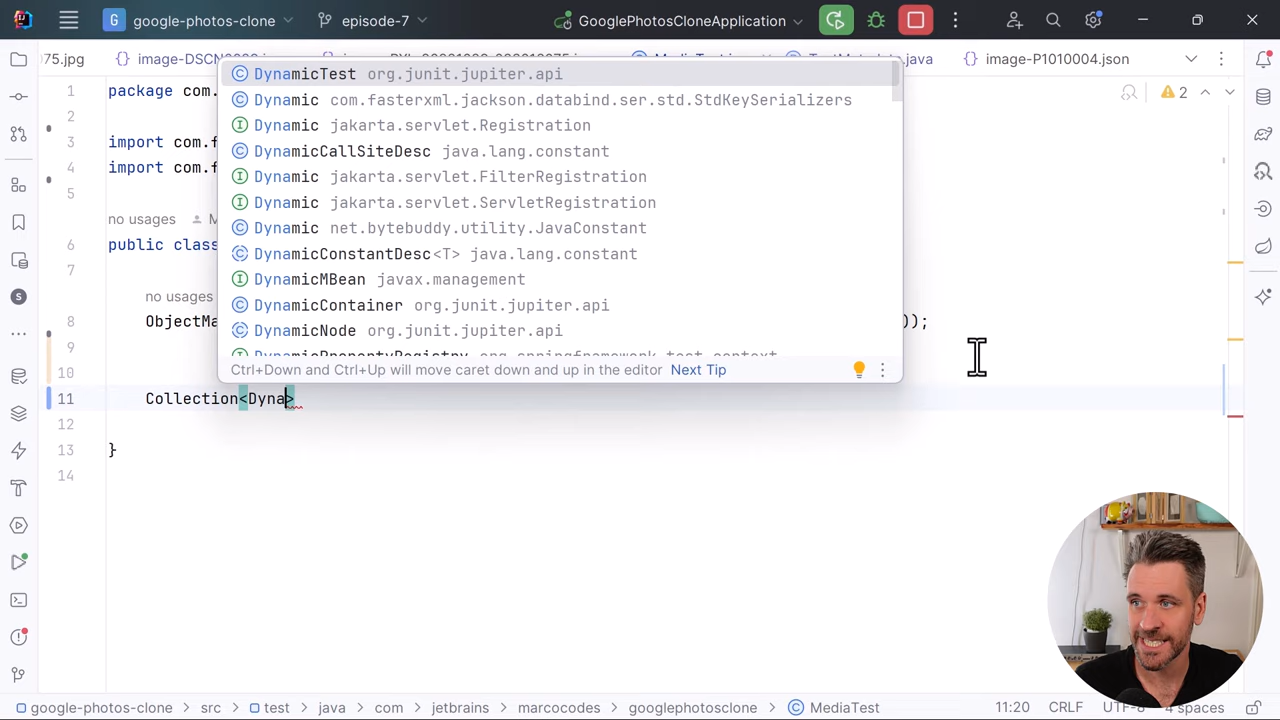 G google-photos-clone episode-7 GooglePhotosCloneApplication
75.jpg image-DSCN java image-P1010004.json
1 package com.
2
3 import com.f
4 import com.f
5
no usages M
6 public class
7
no usages
8 ObjectMa ));
9
10
11 Collection<Dyna>
12
13 }
14
2
DynamicTest org.junit.jupiter.api
Dynamic com.fasterxml.jackson.databind.ser.std.StdKeySerializers
Dynamic jakarta.servlet.Registration
DynamicCallSiteDesc java.lang.constant
Dynamic jakarta.servlet.FilterRegistration
Dynamic jakarta.servlet.ServletRegistration
Dynamic net.bytebuddy.utility.JavaConstant
DynamicConstantDesc<T> java.lang.constant
DynamicMBean javax.management
DynamicContainer org.junit.jupiter.api
DynamicNode org.junit.jupiter.api
DynamicPropertyRegistry org.springframework.test.context
Ctrl+Down and Ctrl+Up will move caret down and up in the editor Next Tip
google-photos-clone > src > test > java > com > jetbrains > marcocodes > googlephotosclone > MediaTest 11:20 CRLF UTF-8 4 spaces